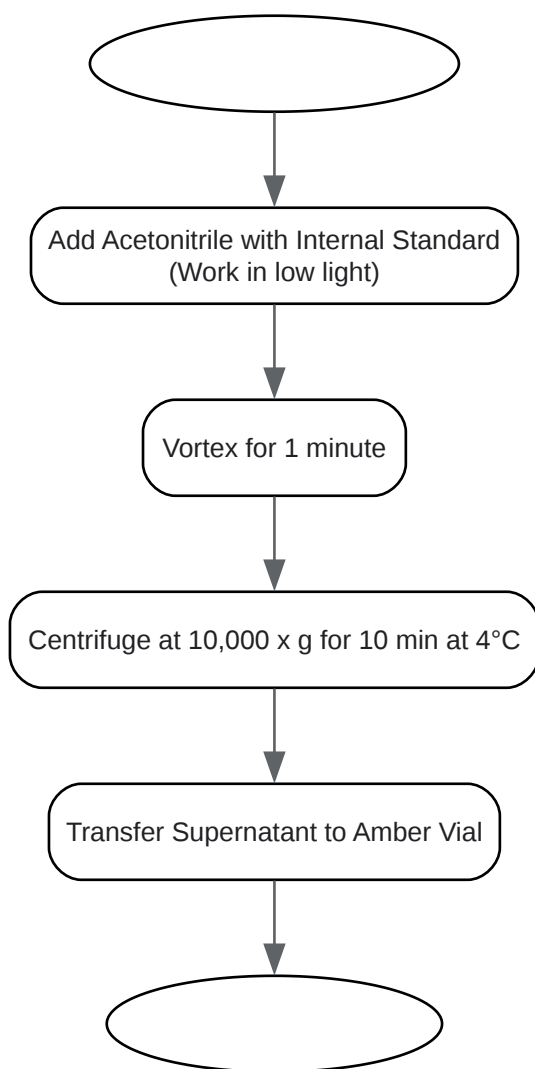 Add Acetonitrile with Internal Standard
(Work in low light)
Vortex for 1 minute
Centrifuge at 10,000 x g for 10 min at 4°C
Transfer Supernatant to Amber Vial